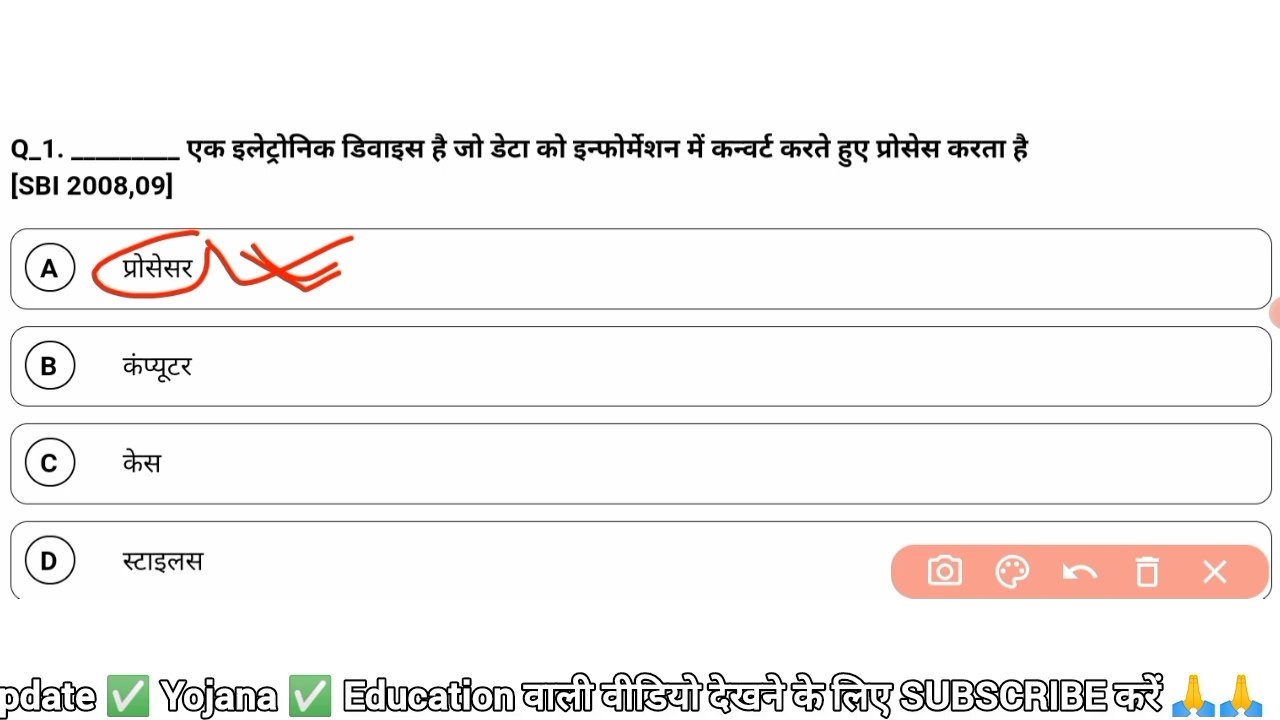 Q_1. _________ एक इलेट्रोनिक डिवाइस है जो डेटा को इन्फोर्मेशन में कन्वर्ट करते हुए प्रोसेस करता है
[SBI 2008,09]
A प्रोसेसर
B कंप्यूटर
C केस
D स्टाइलस
pdate ✅ Yojana ✅ Education वाली वीडियो देखने के लिए SUBSCRIBE करें 🙏🙏